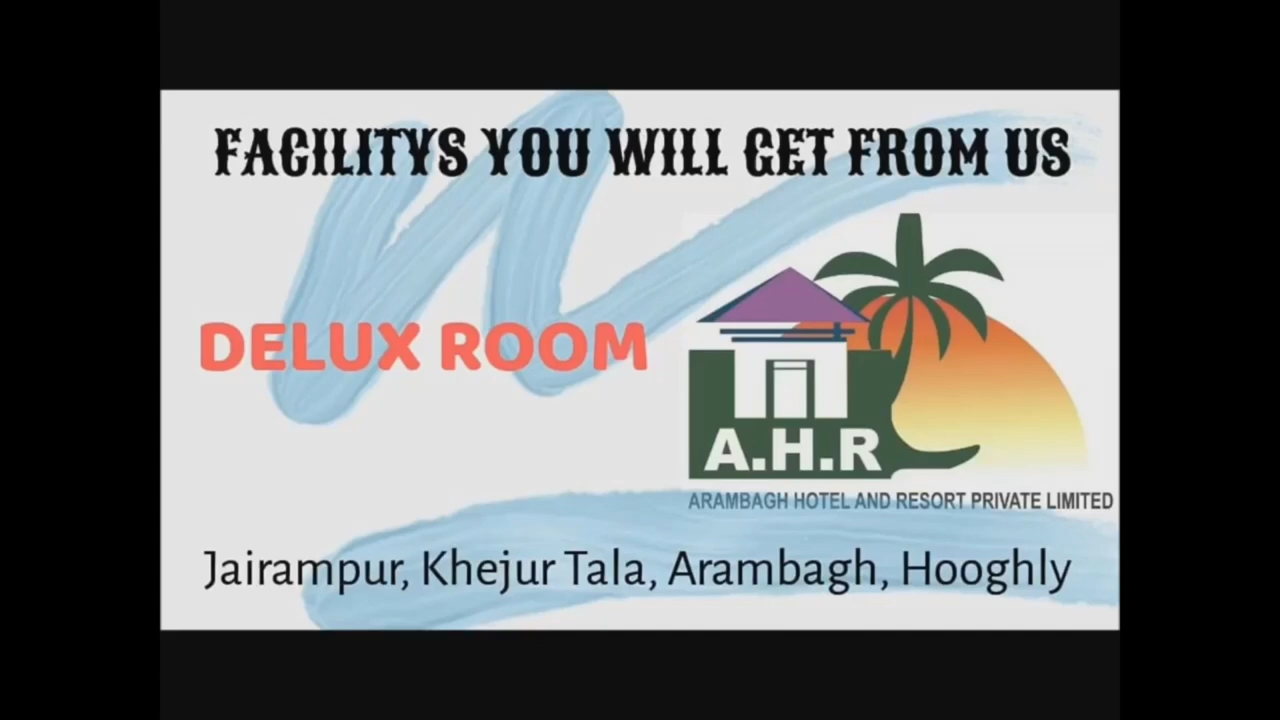 FACILITYS YOU WILL GET FROM US
DELUX ROOM
A.H.R
ARAMBAGH HOTEL AND RESORT PRIVATE LIMITED
Jairampur, Khejur Tala, Arambagh, Hooghly